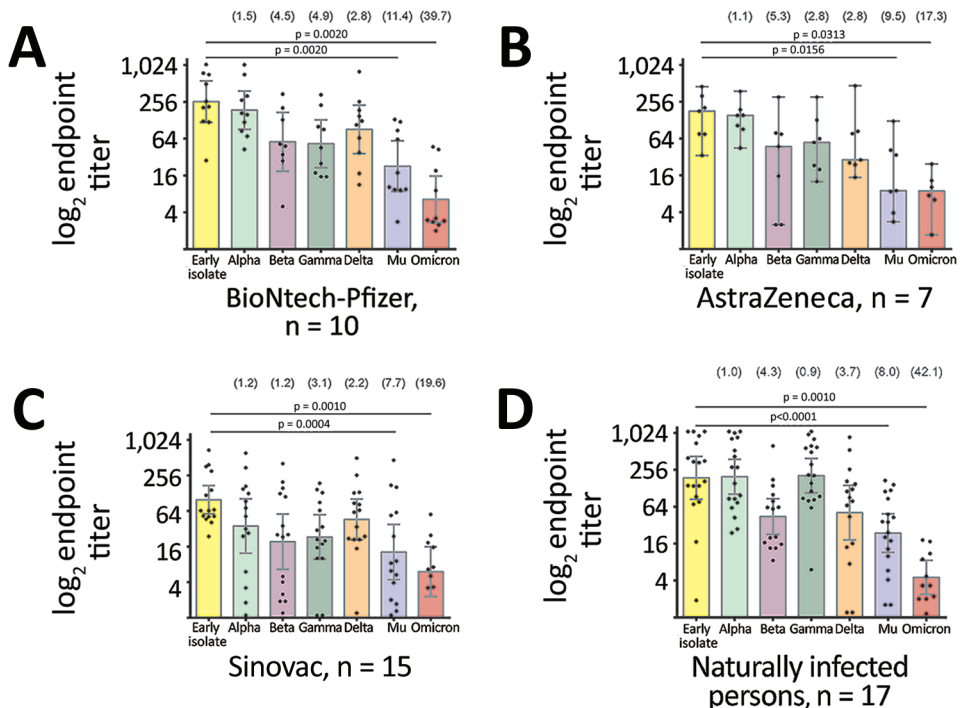 A
(1.5) (4.5) (4.9) (2.8) (11.4) (39.7)
p = 0.0020
p = 0.0020
log2 endpoint
titer
1,024
256
64
16
4
Early
isolate
Alpha Beta Gamma Delta Mu Omicron
BioNtech-Pfizer,
n = 10
B
(1.1) (5.3) (2.8) (2.8) (9.5) (17.3)
p = 0.0313
p = 0.0156
log2 endpoint
titer
1,024
256
64
16
4
Early
isolate
Alpha Beta Gamma Delta Mu Omicron
AstraZeneca, n = 7
C
(1.2) (1.2) (3.1) (2.2) (7.7) (19.6)
p = 0.0010
p = 0.0004
log2 endpoint
titer
1,024
256
64
16
4
Early
isolate
Alpha Beta Gamma Delta Mu Omicron
Sinovac, n = 15
D
(1.0) (4.3) (0.9) (3.7) (8.0) (42.1)
p = 0.0010
p<0.0001
log2 endpoint
titer
1,024
256
64
16
4
Early
isolate
Alpha Beta Gamma Delta Mu Omicron
Naturally infected
persons, n = 17